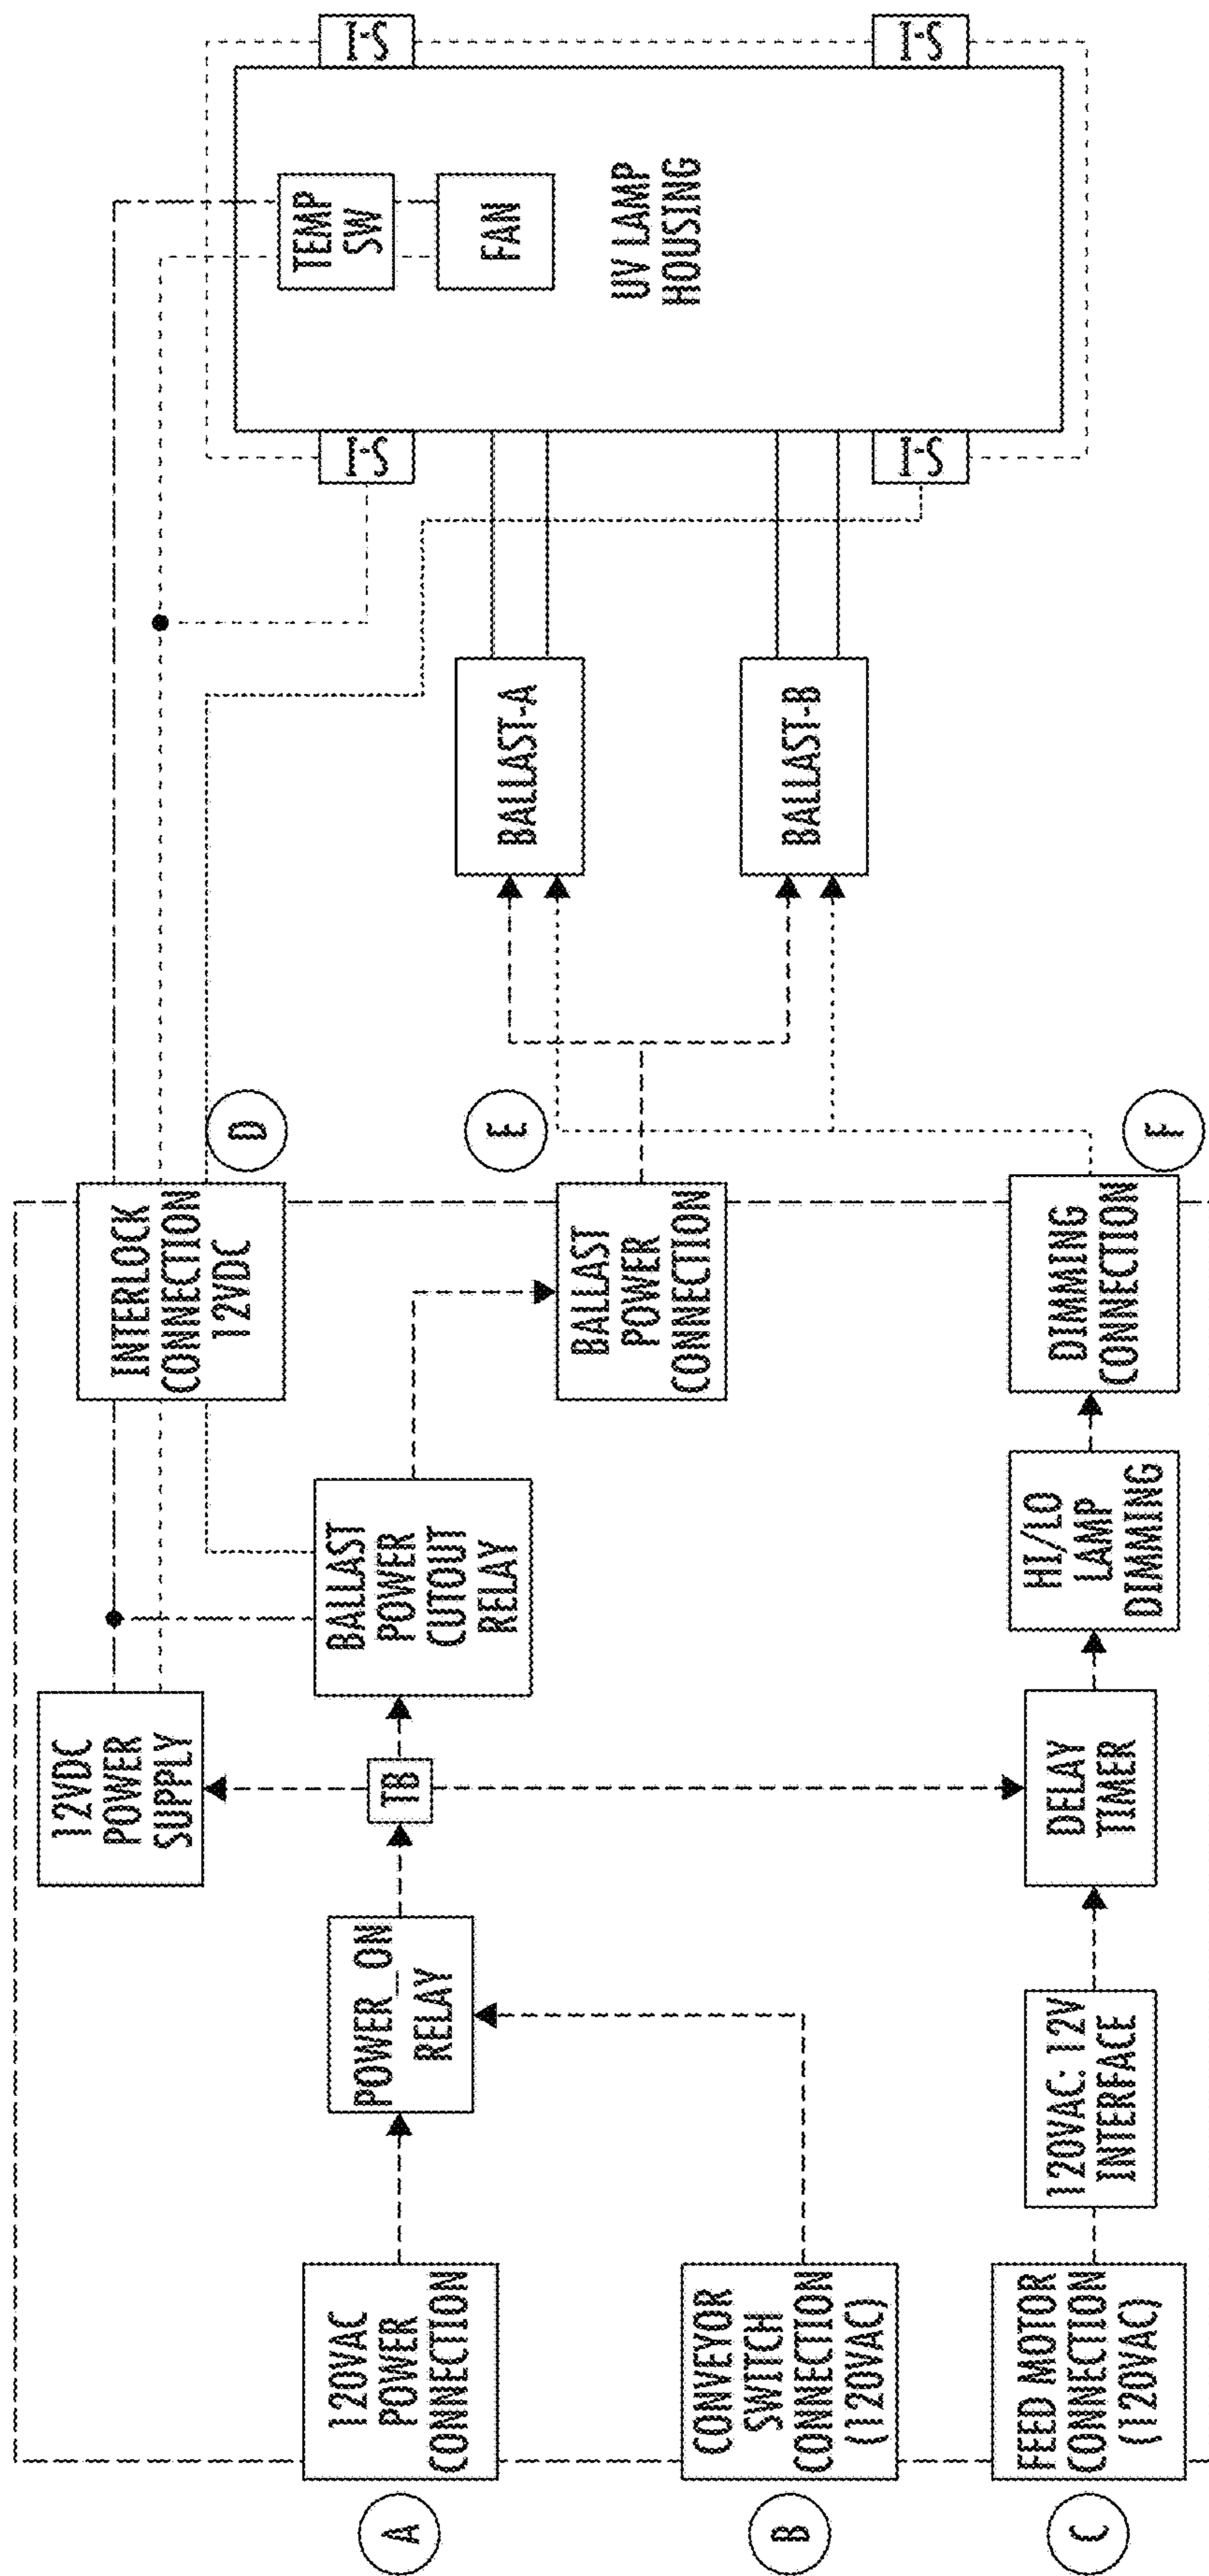 A
120VAC
POWER
CONNECTION
B
CONVEYOR
SWITCH
CONNECTION
(120VAC)
C
FEED MOTOR
CONNECTION
(120VAC)
POWER_ON
RELAY
120VAC: 12V
INTERFACE
12VDC
POWER
SUPPLY
TB
DELAY
TIMER
BALLAST
POWER
CUTOUT
RELAY
HI/LO
LAMP
DIMMING
INTERLOCK
CONNECTION
12VDC
D
BALLAST
POWER
CONNECTION
E
DIMMING
CONNECTION
F
BALLAST-A
BALLAST-B
I-S
I-S
TEMP
SW
FAN
UV LAMP
HOUSING
I-S
I-S